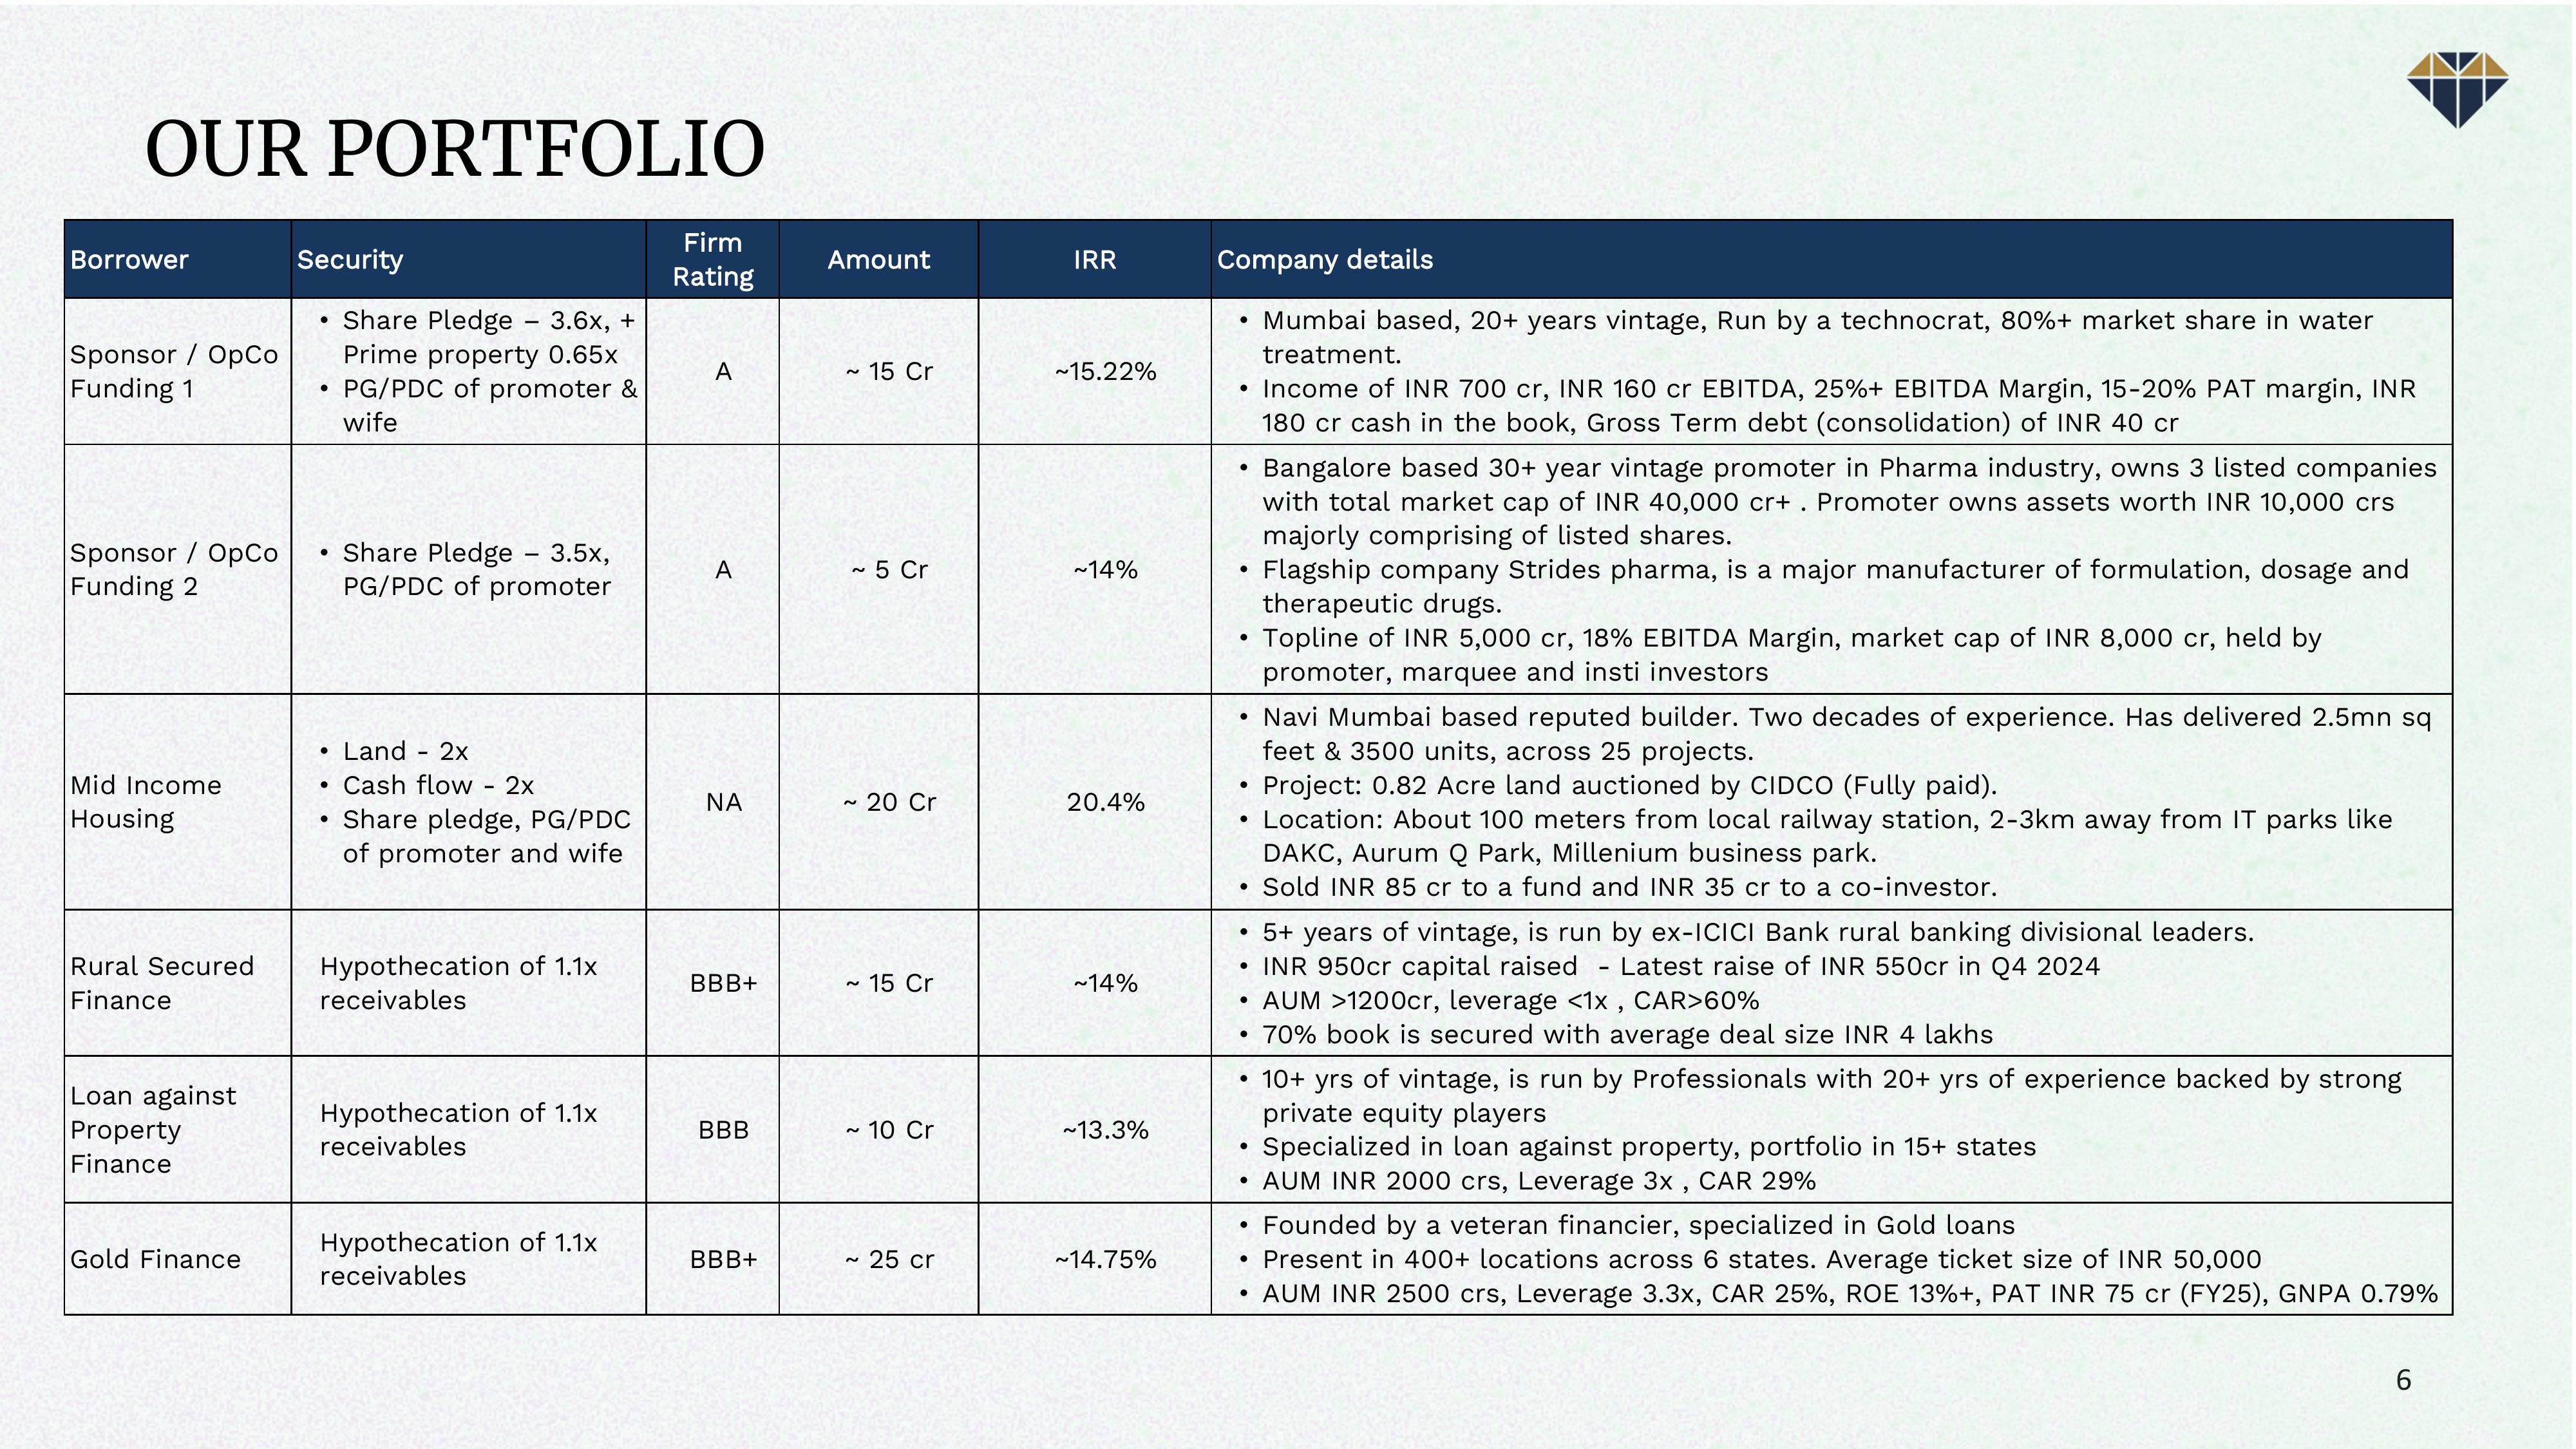 OUR PORTFOLIO
Borrower
Security
Firm
Rating
Amount
IRR
Company details
Sponsor / OpCo
Funding 1
• Share Pledge – 3.6x, +
Prime property 0.65x
• PG/PDC of promoter &
wife
A
~ 15 Cr
~15.22%
• Mumbai based, 20+ years vintage, Run by a technocrat, 80%+ market share in water
treatment.
• Income of INR 700 cr, INR 160 cr EBITDA, 25%+ EBITDA Margin, 15-20% PAT margin, INR
180 cr cash in the book, Gross Term debt (consolidation) of INR 40 cr
Sponsor / OpCo
Funding 2
• Share Pledge – 3.5x,
PG/PDC of promoter
A
~ 5 Cr
~14%
• Bangalore based 30+ year vintage promoter in Pharma industry, owns 3 listed companies
with total market cap of INR 40,000 cr+ . Promoter owns assets worth INR 10,000 crs
majorly comprising of listed shares.
• Flagship company Strides pharma, is a major manufacturer of formulation, dosage and
therapeutic drugs.
• Topline of INR 5,000 cr, 18% EBITDA Margin, market cap of INR 8,000 cr, held by
promoter, marquee and insti investors
Mid Income
Housing
• Land - 2x
• Cash flow - 2x
• Share pledge, PG/PDC
of promoter and wife
NA
~ 20 Cr
20.4%
• Navi Mumbai based reputed builder. Two decades of experience. Has delivered 2.5mn sq
feet & 3500 units, across 25 projects.
• Project: 0.82 Acre land auctioned by CIDCO (Fully paid).
• Location: About 100 meters from local railway station, 2-3km away from IT parks like
DAKC, Aurum Q Park, Millenium business park.
• Sold INR 85 cr to a fund and INR 35 cr to a co-investor.
Rural Secured
Finance
Hypothecation of 1.1x
receivables
BBB+
~ 15 Cr
~14%
• 5+ years of vintage, is run by ex-ICICI Bank rural banking divisional leaders.
• INR 950cr capital raised  - Latest raise of INR 550cr in Q4 2024
• AUM >1200cr, leverage <1x , CAR>60%
• 70% book is secured with average deal size INR 4 lakhs
Loan against
Property
Finance
Hypothecation of 1.1x
receivables
BBB
~ 10 Cr
~13.3%
• 10+ yrs of vintage, is run by Professionals with 20+ yrs of experience backed by strong
private equity players
• Specialized in loan against property, portfolio in 15+ states
• AUM INR 2000 crs, Leverage 3x , CAR 29%
Gold Finance
Hypothecation of 1.1x
receivables
BBB+
~ 25 cr
~14.75%
• Founded by a veteran financier, specialized in Gold loans
• Present in 400+ locations across 6 states. Average ticket size of INR 50,000
• AUM INR 2500 crs, Leverage 3.3x, CAR 25%, ROE 13%+, PAT INR 75 cr (FY25), GNPA 0.79%
6